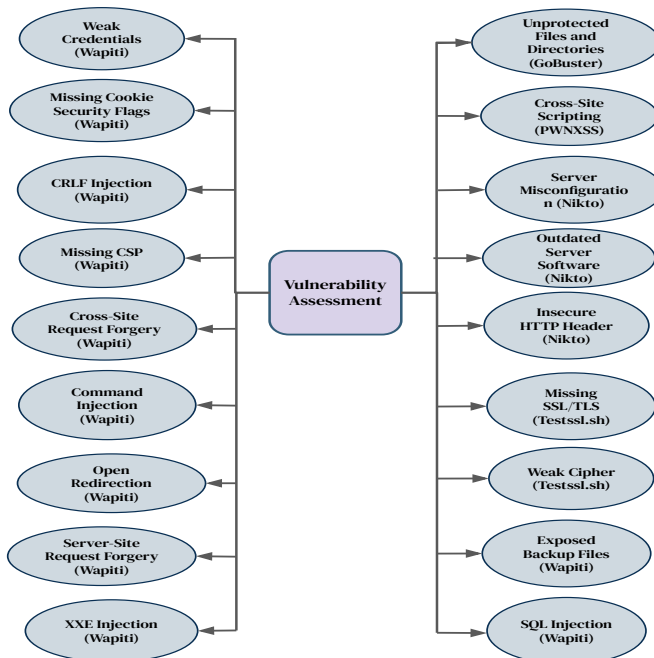 Weak
Credentials
(Wapiti)
Missing Cookie
Security Flags
(Wapiti)
CRLF Injection
(Wapiti)
Missing CSP
(Wapiti)
Cross-Site
Request Forgery
(Wapiti)
Command
Injection
(Wapiti)
Open
Redirection
(Wapiti)
Server-Site
Request Forgery
(Wapiti)
XXE Injection
(Wapiti)
Vulnerability
Assessment
Unprotected
Files and
Directories
(GoBuster)
Cross-Site
Scripting
(PWNXSS)
Server
Misconfiguratio
n (Nikto)
Outdated
Server
Software
(Nikto)
Insecure
HTTP Header
(Nikto)
Missing
SSL/TLS
(Testssl.sh)
Weak Cipher
(Testssl.sh)
Exposed
Backup Files
(Wapiti)
SQL Injection
(Wapiti)